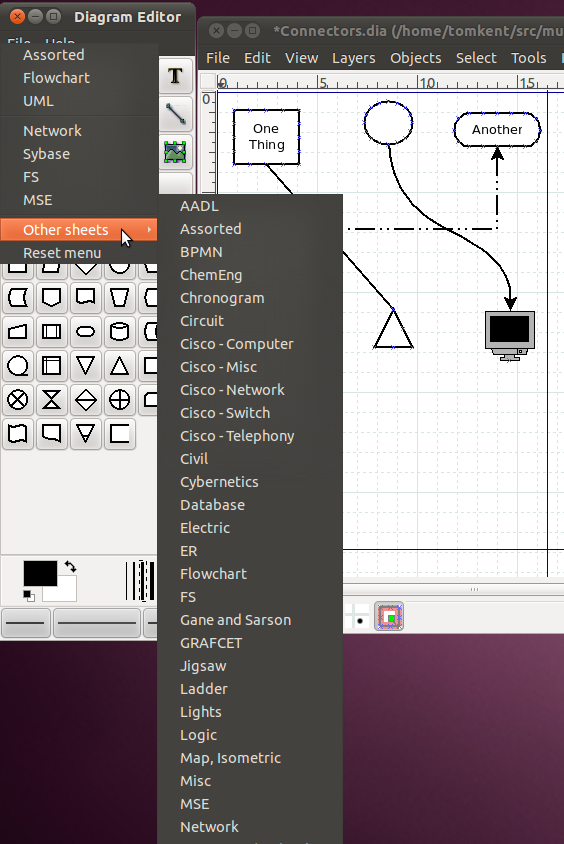 Diagram Editor
File Help
Assorted
Flowchart
UML
Network
Sybase
FS
MSE
Other sheets
Reset menu
T
*Connectors.dia (/home/tomkent/src/mu
File Edit View Layers Objects Select Tools
0 5 10 15
0
One
Thing
Another
AADL
Assorted
BPMN
ChemEng
Chronogram
Circuit
Cisco - Computer
Cisco - Misc
Cisco - Network
Cisco - Switch
Cisco - Telephony
Civil
Cybernetics
Database
Electric
ER
Flowchart
FS
Gane and Sarson
GRAFCET
Jigsaw
Ladder
Lights
Logic
Map, Isometric
Misc
MSE
Network